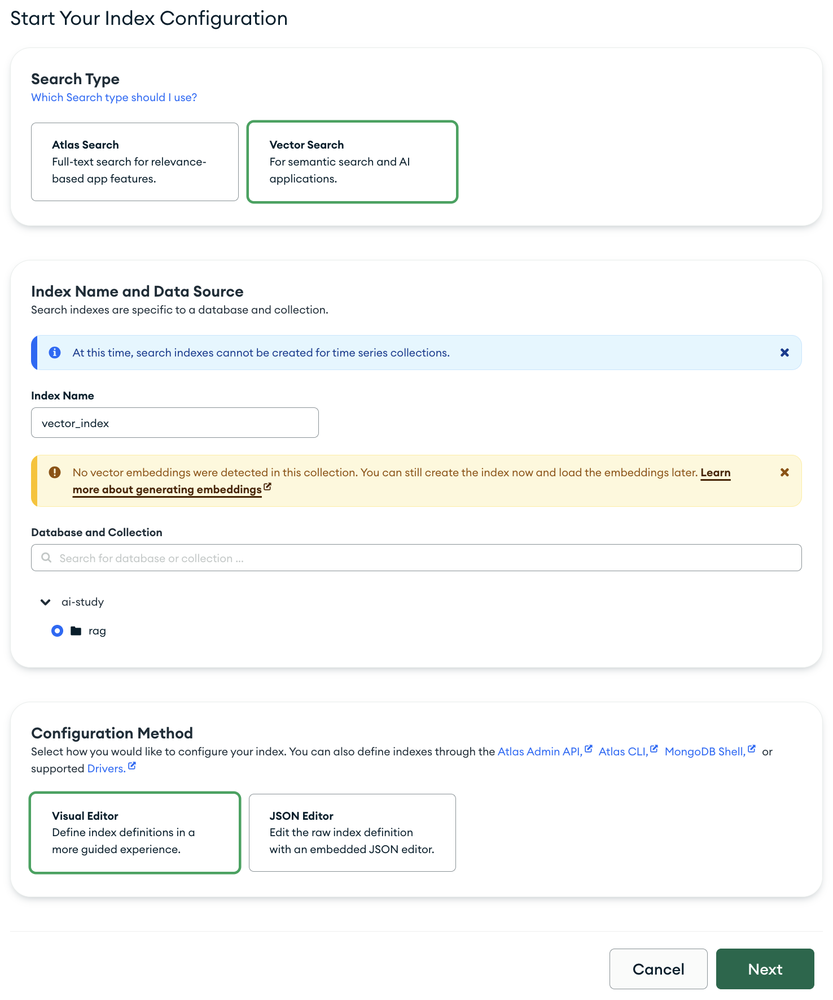 Start Your Index Configuration
Search Type
Which Search type should I use?
Atlas Search
Full-text search for relevance-
based app features.
Vector Search
For semantic search and AI
applications.
Index Name and Data Source
Search indexes are specific to a database and collection.
At this time, search indexes cannot be created for time series collections.
Index Name
vector_index
No vector embeddings were detected in this collection. You can still create the index now and load the embeddings later. Learn
more about generating embeddings
Database and Collection
Search for database or collection ...
ai-study
rag
Configuration Method
Select how you would like to configure your index. You can also define indexes through the Atlas Admin API, Atlas CLI, MongoDB Shell, or
supported Drivers.
Visual Editor
Define index definitions in a
more guided experience.
JSON Editor
Edit the raw index definition
with an embedded JSON editor.
Cancel
Next